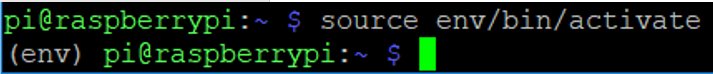 pi@raspberrypi:~ $ source env/bin/activate
(env) pi@raspberrypi:~ $